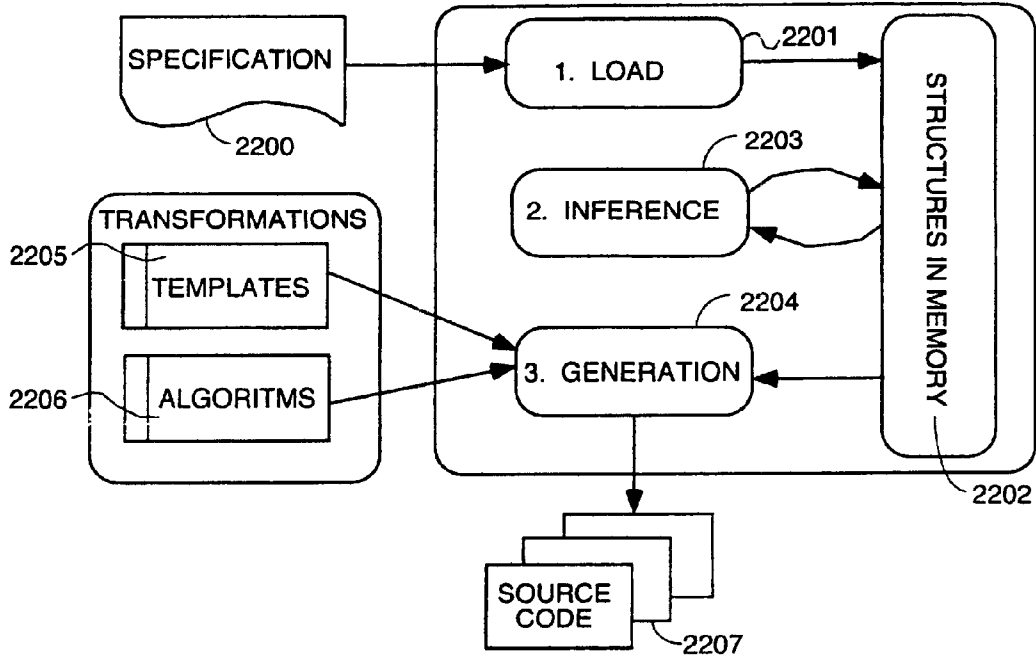 SPECIFICATION
2200
1. LOAD
2201
2203
2. INFERENCE
STRUCTURES IN MEMORY
2202
TRANSFORMATIONS
2205
TEMPLATES
2206
ALGORITMS
2204
3. GENERATION
SOURCE
CODE
2207